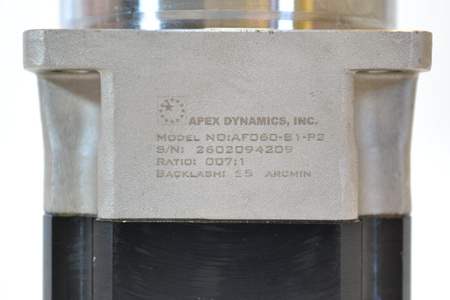 APEX DYNAMICS, INC.
MODEL NO:AF060-S1-P2
S/N: 2602094209
RATIO: 007:1
BACKLASH: ≤5 ARCMIN